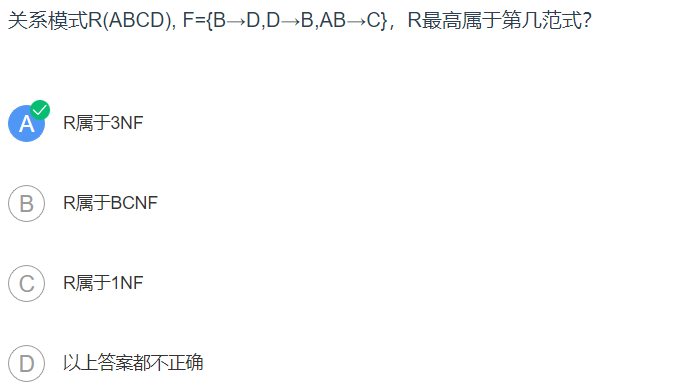 关系模式R(ABCD), F={B→D,D→B,AB→C}，R最高属于第几范式?
A R属于3NF
B R属于BCNF
C R属于1NF
D 以上答案都不正确